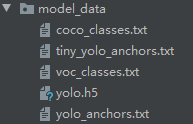 model_data
coco_classes.txt
tiny_yolo_anchors.txt
voc_classes.txt
yolo.h5
yolo_anchors.txt